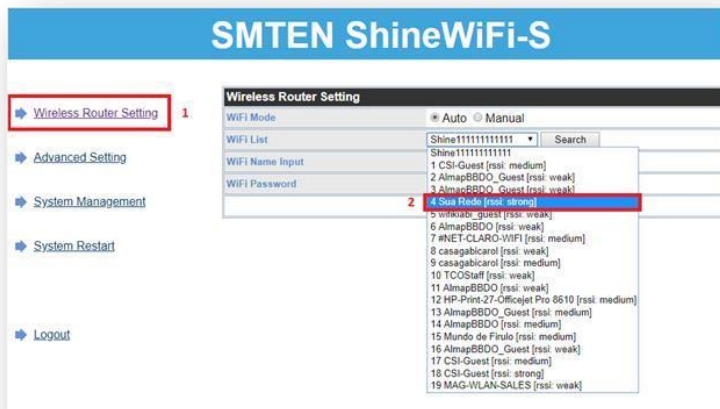 SMTEN ShineWiFi-S
Wireless Router Setting
1
Advanced Setting
System Management
System Restart
Logout
Wireless Router Setting
WiFi Mode
Auto Manual
WiFi List
Shine111111111111 Search
WiFi Name Input
WiFi Password
Shine111111111111
1 CSI-Guest [rssi: medium]
2 AlmapBBDO_Guest [rssi: weak]
3 AlmapBBDO_Guest [rssi: weak]
2
4 Sua Rede [rssi: strong]
5 wifikiabi_guest [rssi: weak]
6 AlmapBBDO [rssi: weak]
7 #NET-CLARO-WIFI [rssi: medium]
8 casagabicarol [rssi: weak]
9 casagabicarol [rssi: medium]
10 TCOStaff [rssi: weak]
11 AlmapBBDO [rssi: weak]
12 HP-Print-27-Officejet Pro 8610 [rssi: medium]
13 AlmapBBDO_Guest [rssi: medium]
14 AlmapBBDO [rssi: medium]
15 Mundo de Firulo [rssi: medium]
16 AlmapBBDO_Guest [rssi: weak]
17 CSI-Guest [rssi: medium]
18 CSI-Guest [rssi: strong]
19 MAG-WLAN-SALES [rssi: weak]